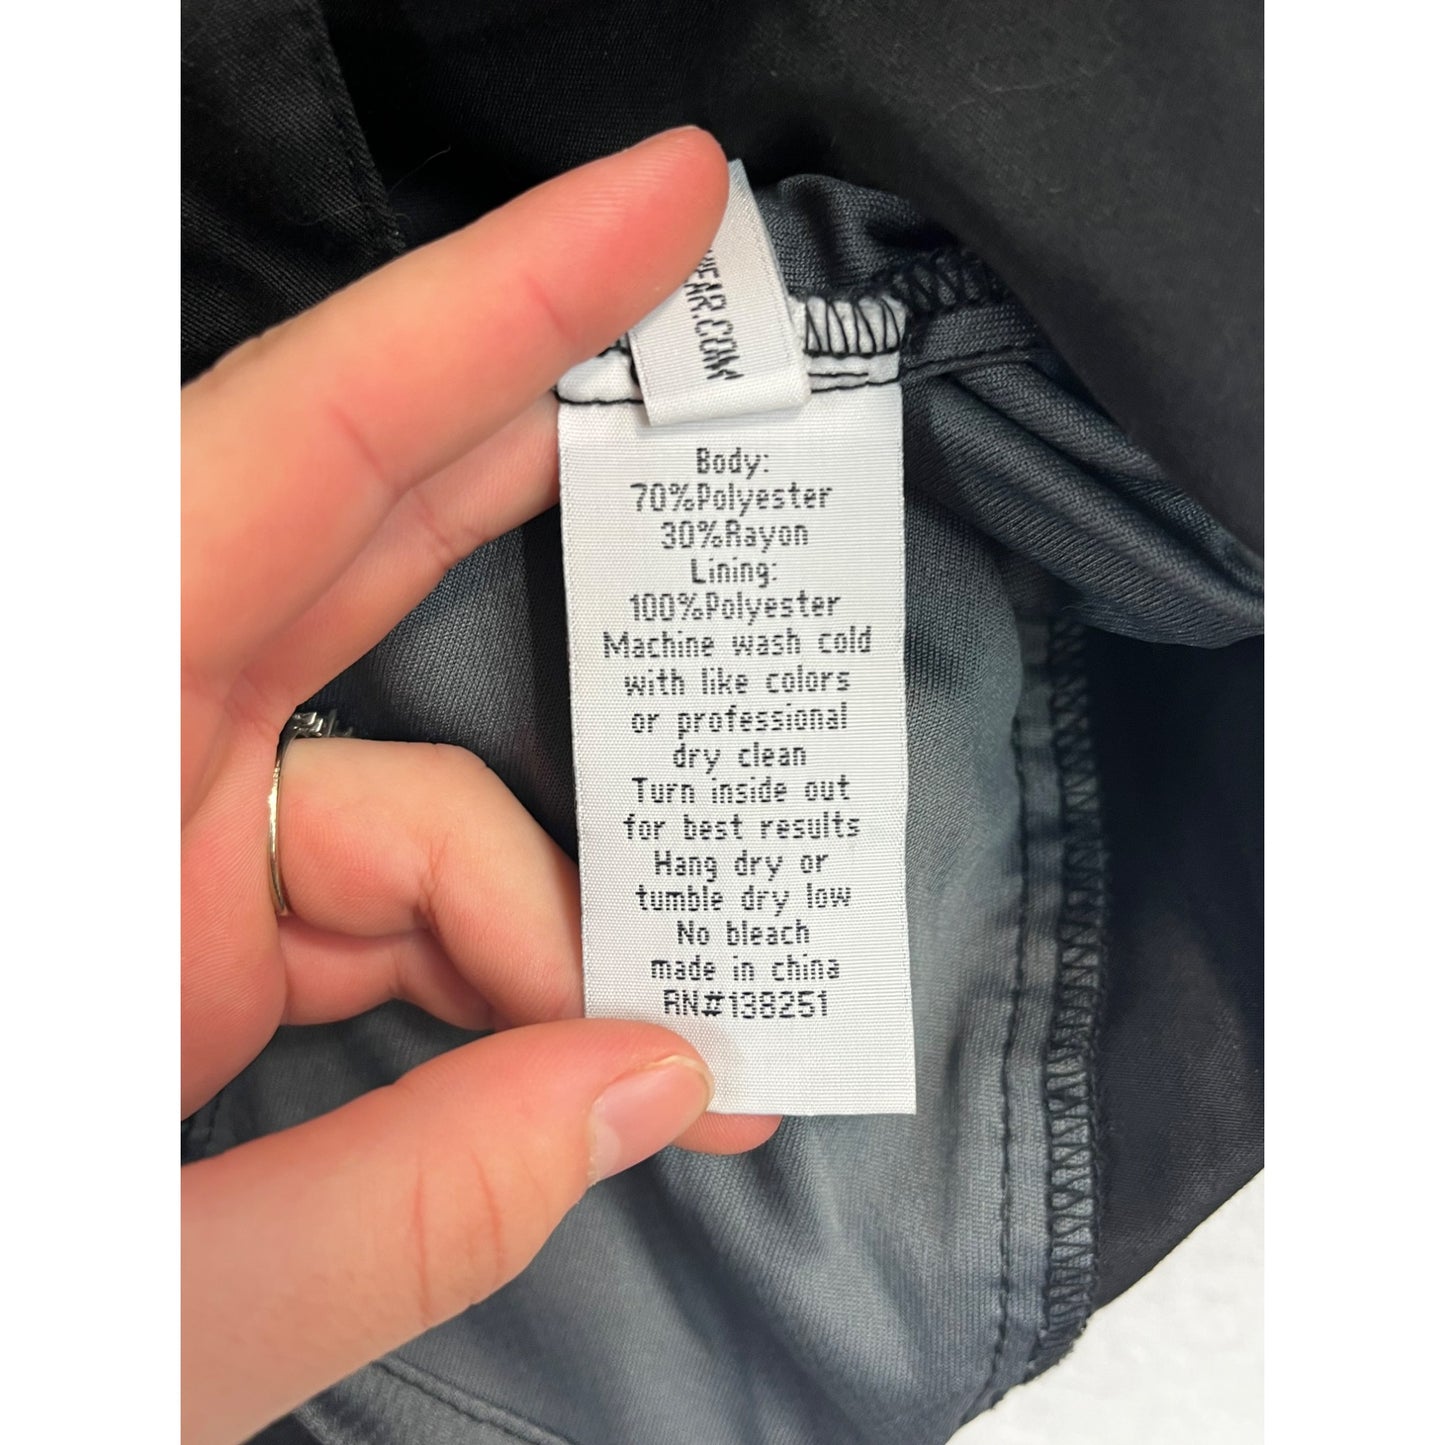 Body:
70%Polyester
30%Rayon
Lining:
100%Polyester
Machine wash cold
with like colors
or professional
dry clean
Turn inside out
for best results
Hang dry or
tumble dry low
No bleach
made in china
RN#138251